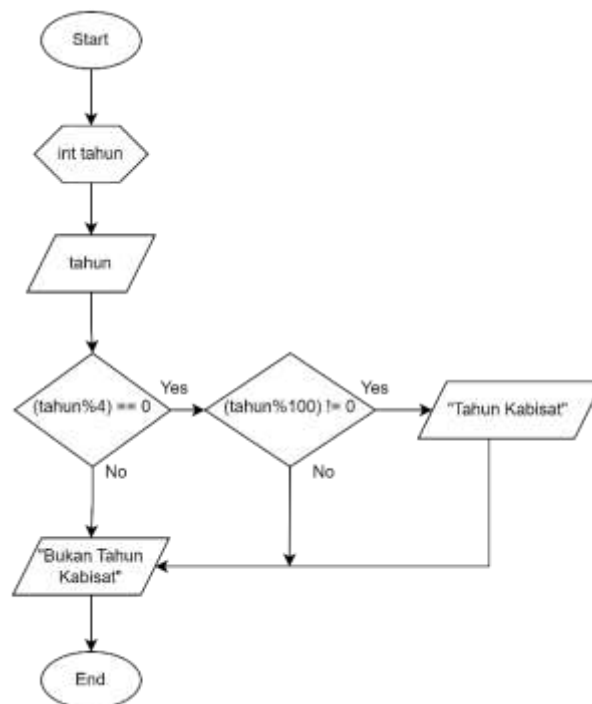 Start
int tahun
tahun
(tahun%4) == 0
Yes
(tahun%100) != 0
Yes
"Tahun Kabisat"
No
No
"Bukan Tahun
Kabisat"
End